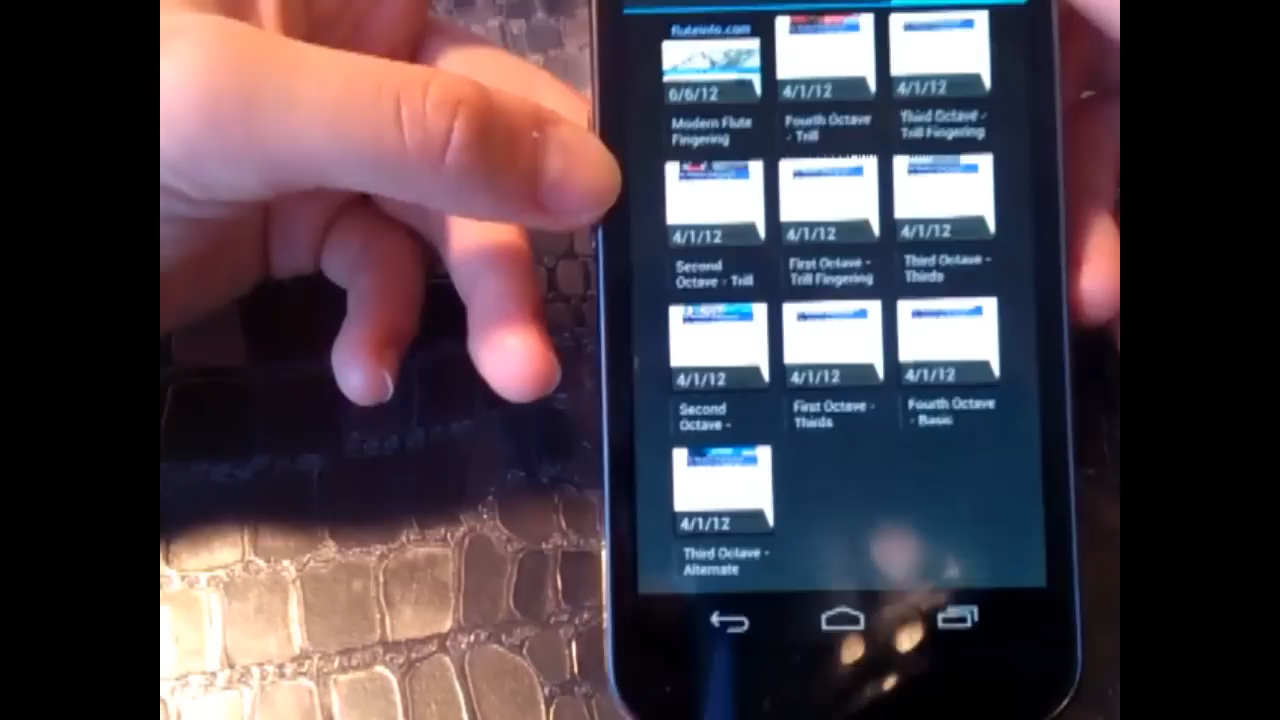 fluteinfo.com
6/6/12
4/1/12
4/1/12
Modern Flute
Fingering
Fourth Octave
- Trill
Third Octave -
Trill Fingering
4/1/12
4/1/12
4/1/12
Second
Octave - Trill
First Octave -
Trill Fingering
Third Octave -
Thirds
4/1/12
4/1/12
4/1/12
Second
Octave -
First Octave -
Thirds
Fourth Octave
- Basic
4/1/12
Third Octave -
Alternate